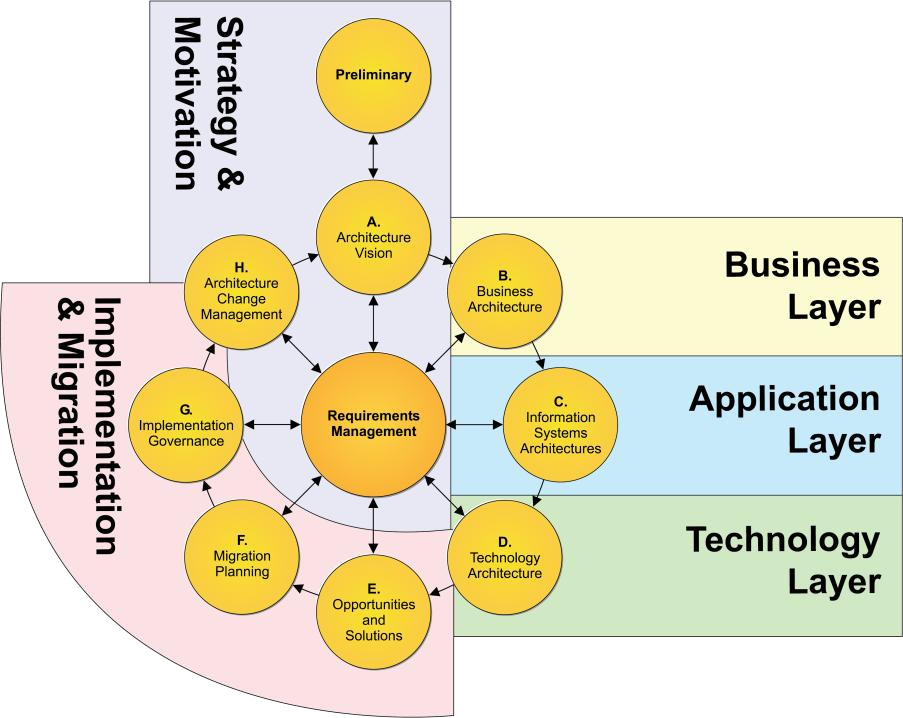 Strategy &
Motivation
Preliminary
A.
Architecture
Vision
H.
Architecture
Change
Management
B.
Business
Architecture
Business
Layer
Implementation
& Migration
G.
Implementation
Governance
Requirements
Management
C.
Information
Systems
Architectures
Application
Layer
F.
Migration
Planning
D.
Technology
Architecture
Technology
Layer
E.
Opportunities
and
Solutions